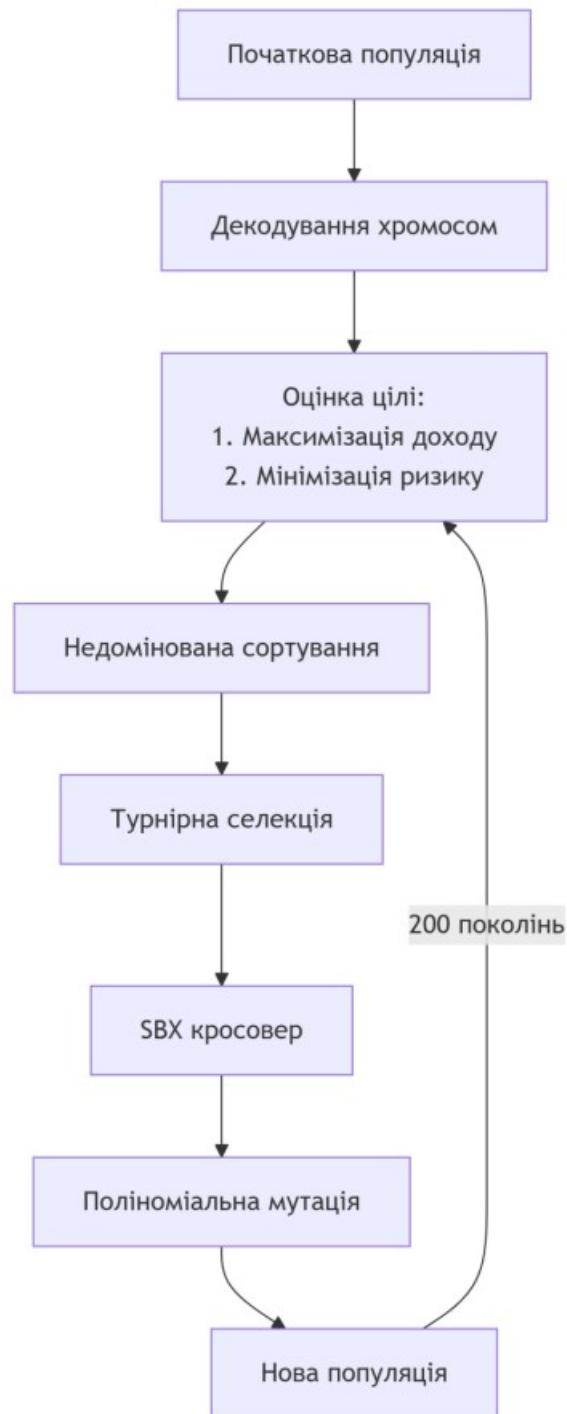 Початкова популяція
Декодування хромосом
Оцінка цілі:
1. Максимізація доходу
2. Мінімізація ризику
Недомінована сортування
Турнірна селекція
200 поколінь
SBX кросовер
Поліноміальна мутація
Нова популяція